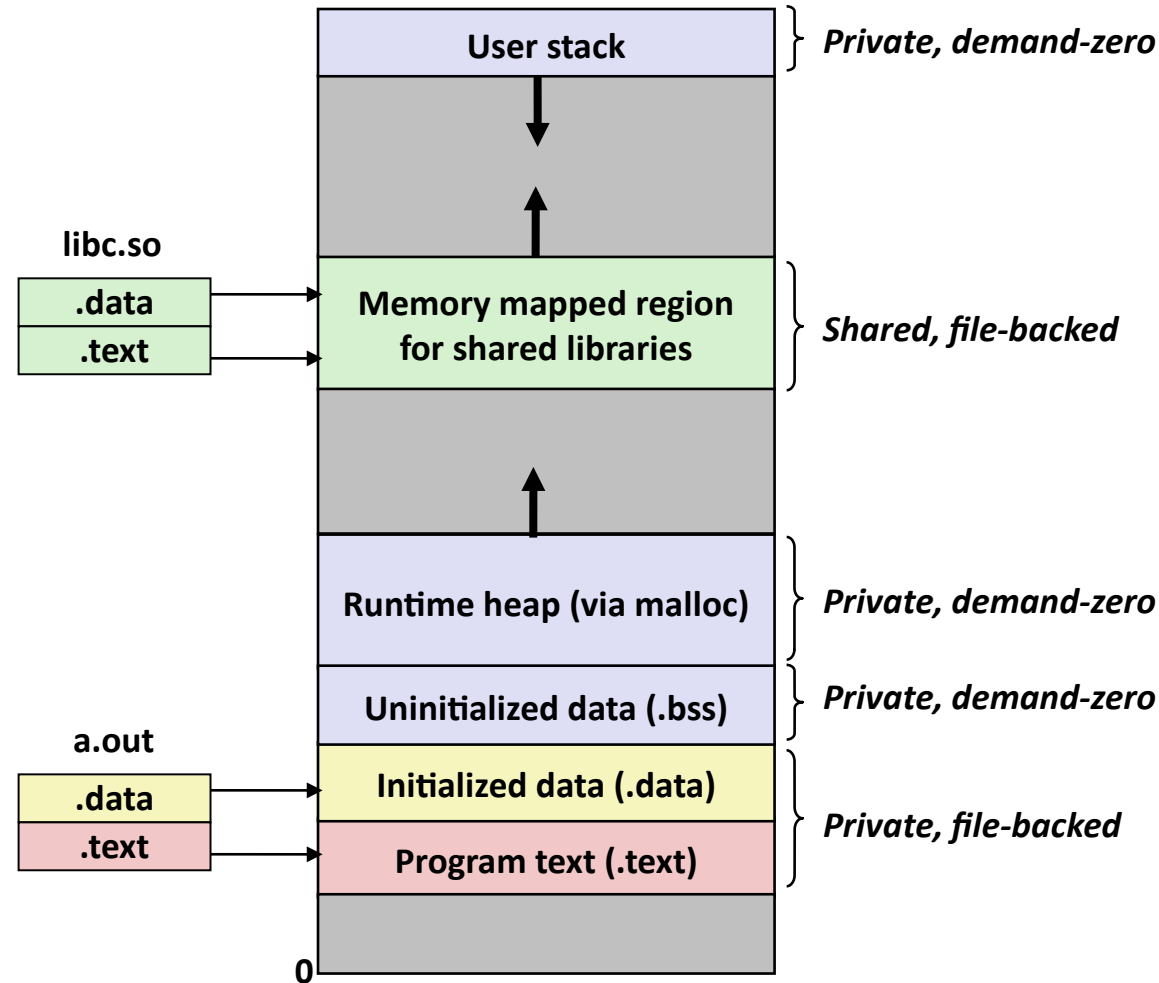 User stack
Private, demand-zero
libc.so
.data
.text
Memory mapped region
for shared libraries
Shared, file-backed
Runtime heap (via malloc)
Private, demand-zero
Uninitialized data (.bss)
Private, demand-zero
a.out
.data
.text
Initialized data (.data)
Program text (.text)
Private, file-backed
0